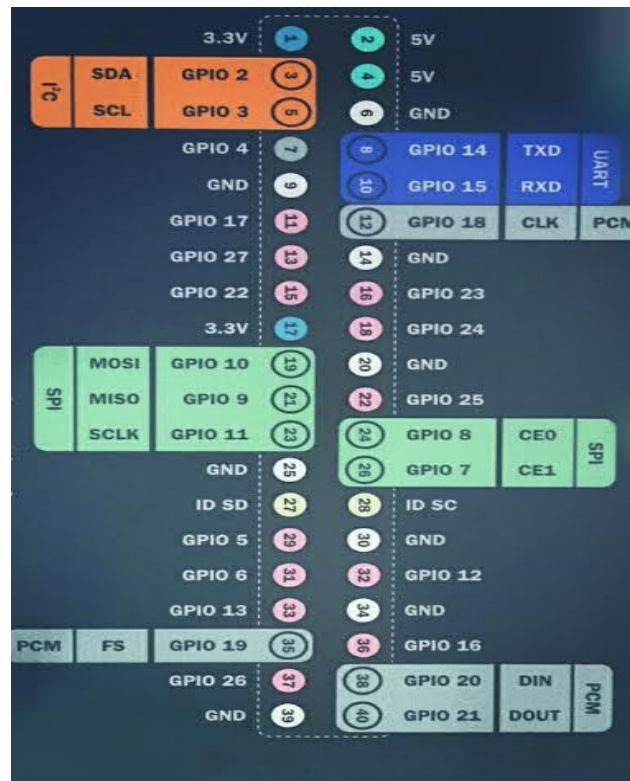 3.3V 1 2 5V
I²C SDA GPIO 2 3 4 5V
SCL GPIO 3 5 6 GND
GPIO 4 7 8 GPIO 14 TXD UART
GND 9 10 GPIO 15 RXD
GPIO 17 11 12 GPIO 18 CLK PCM
GPIO 27 13 14 GND
GPIO 22 15 16 GPIO 23
3.3V 17 18 GPIO 24
SPI MOSI GPIO 10 19 20 GND
MISO GPIO 9 21 22 GPIO 25
SCLK GPIO 11 23 24 GPIO 8 CE0 SPI
GND 25 26 GPIO 7 CE1
ID SD 27 28 ID SC
GPIO 5 29 30 GND
GPIO 6 31 32 GPIO 12
GPIO 13 33 34 GND
PCM FS GPIO 19 35 36 GPIO 16
GPIO 26 37 38 GPIO 20 DIN PCM
GND 39 40 GPIO 21 DOUT